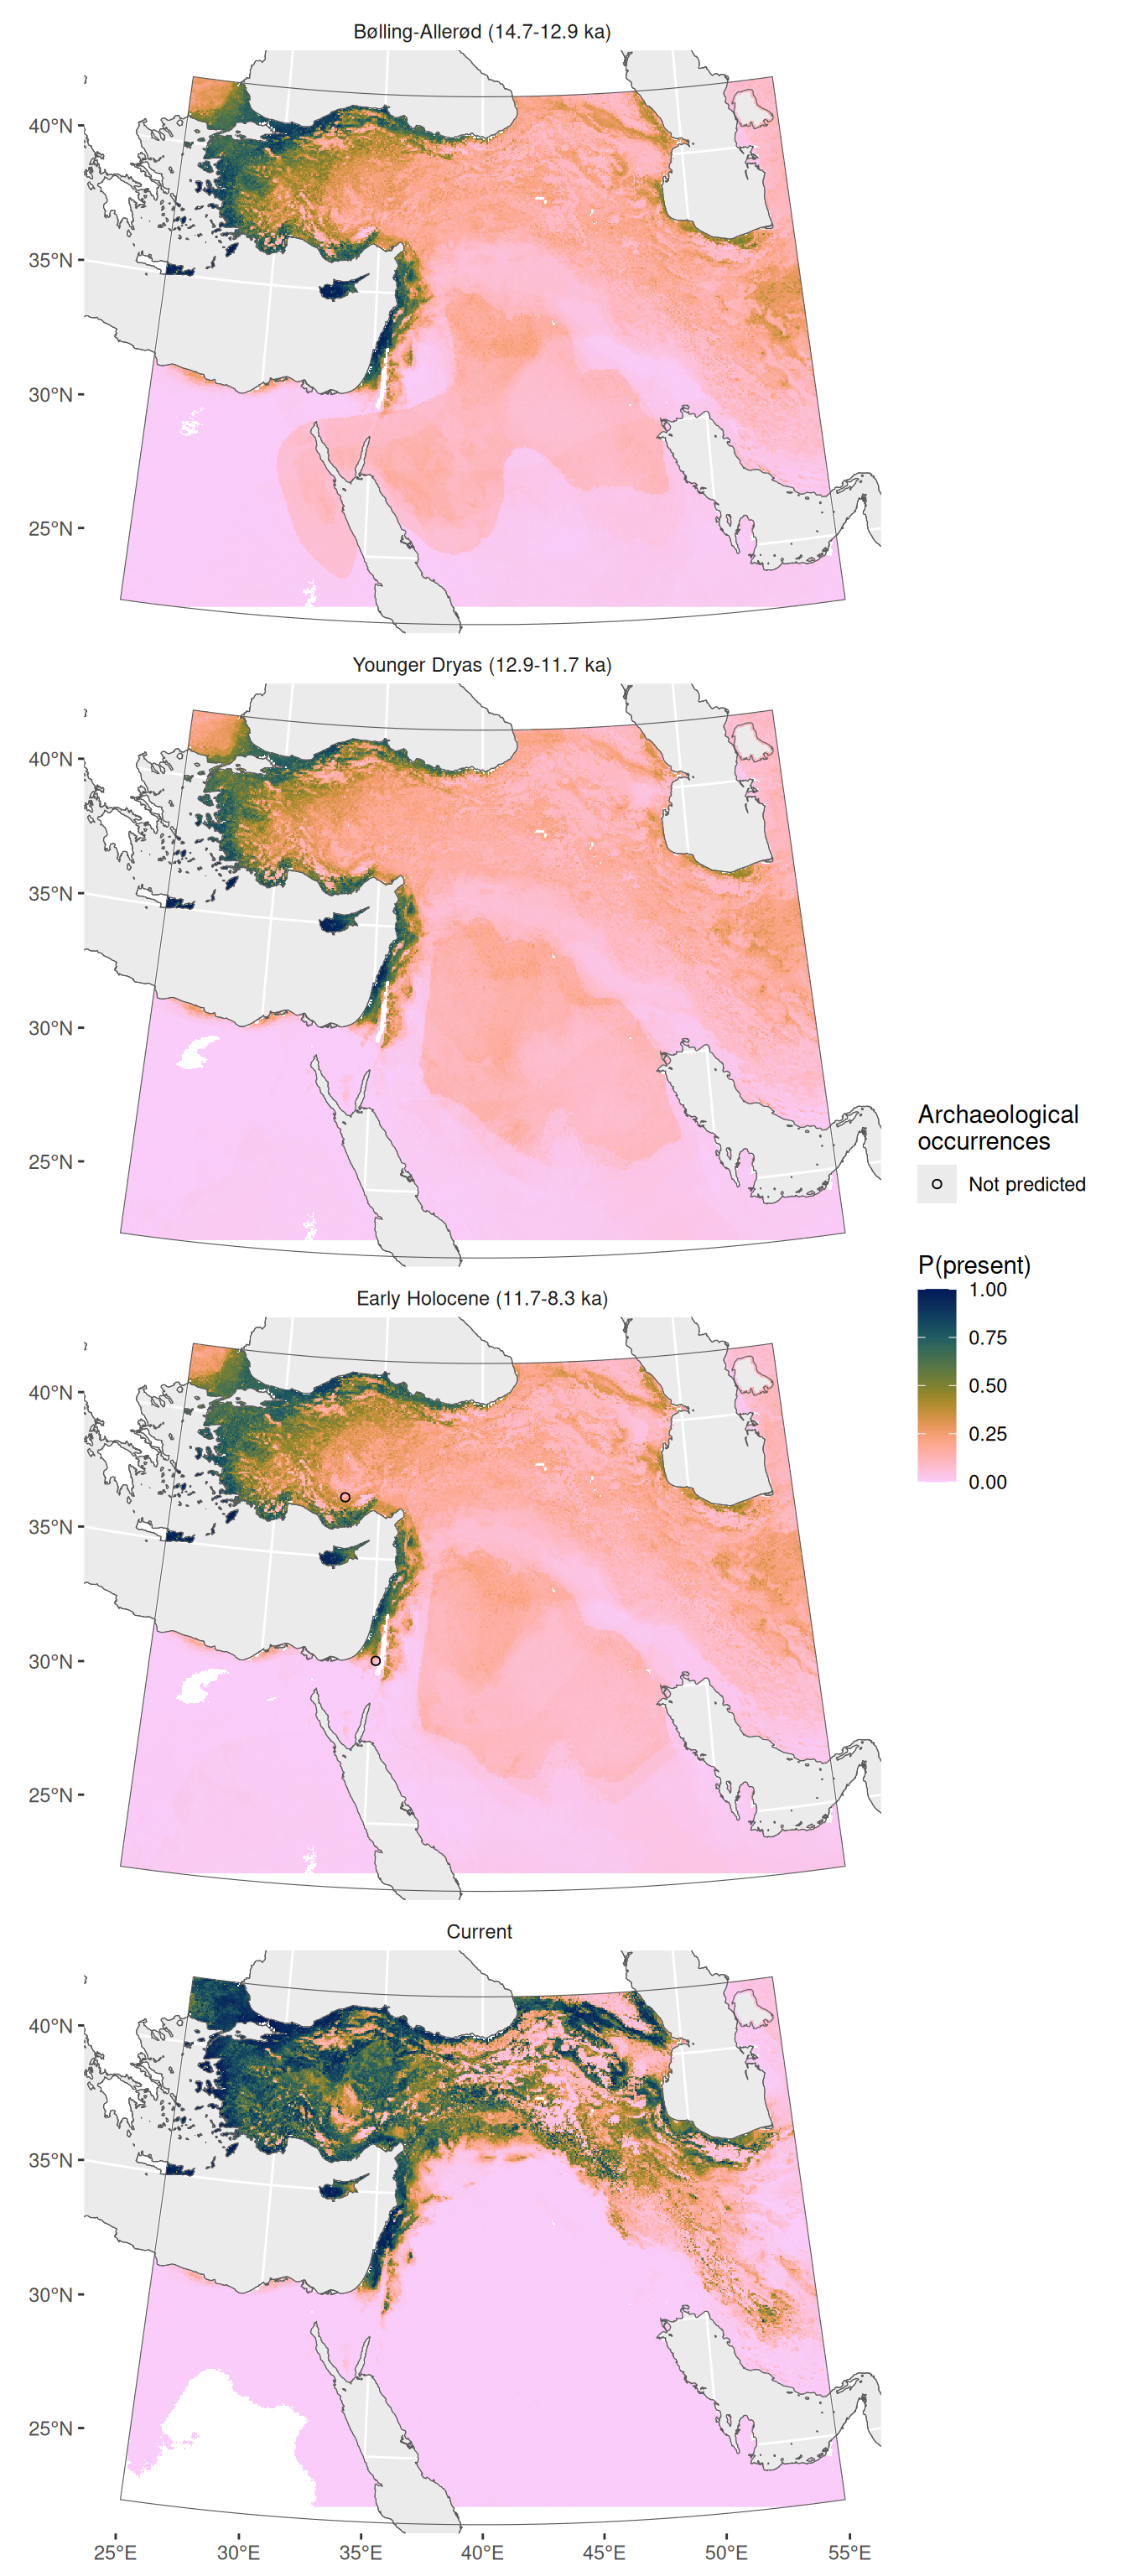 Bølling-Allerød (14.7-12.9 ka)
40°N
35°N
30°N
25°N
Younger Dryas (12.9-11.7 ka)
40°N
35°N
30°N
25°N
Archaeological
occurrences
Not predicted
P(present)
1.00
0.75
0.50
0.25
0.00
Early Holocene (11.7-8.3 ka)
40°N
35°N
30°N
25°N
Current
40°N
35°N
30°N
25°N
25°E 30°E 35°E 40°E 45°E 50°E 55°E